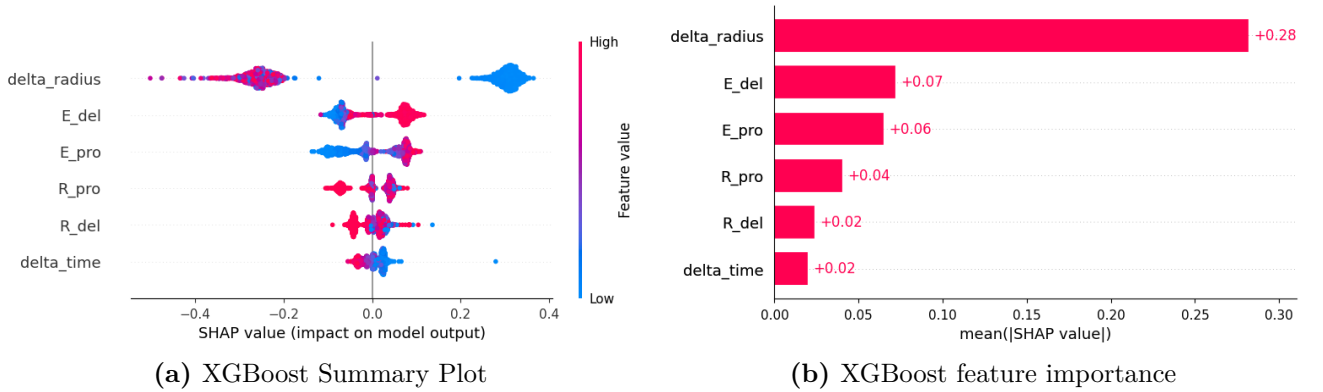 High
delta_radius
E_del
E_pro
R_pro
R_del
delta_time
Feature value
Low
−0.4
−0.2
0.0
0.2
0.4
SHAP value (impact on model output)
(a) XGBoost Summary Plot
delta_radius
+0.28
E_del
+0.07
E_pro
+0.06
R_pro
+0.04
R_del
+0.02
delta_time
+0.02
0.00
0.05
0.10
0.15
0.20
0.25
0.30
mean(|SHAP value|)
(b) XGBoost feature importance